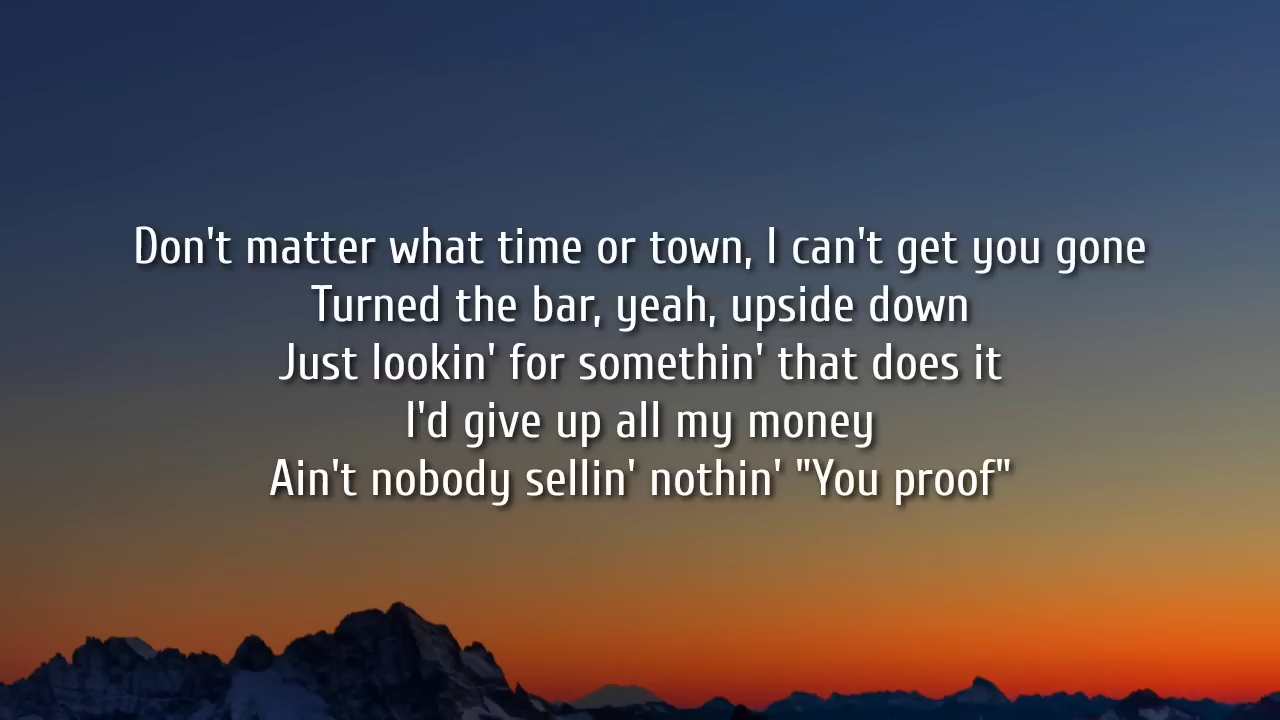 Don't matter what time or town, I can't get you gone
Turned the bar, yeah, upside down
Just lookin' for somethin' that does it
I'd give up all my money
Ain't nobody sellin' nothin' "You proof"